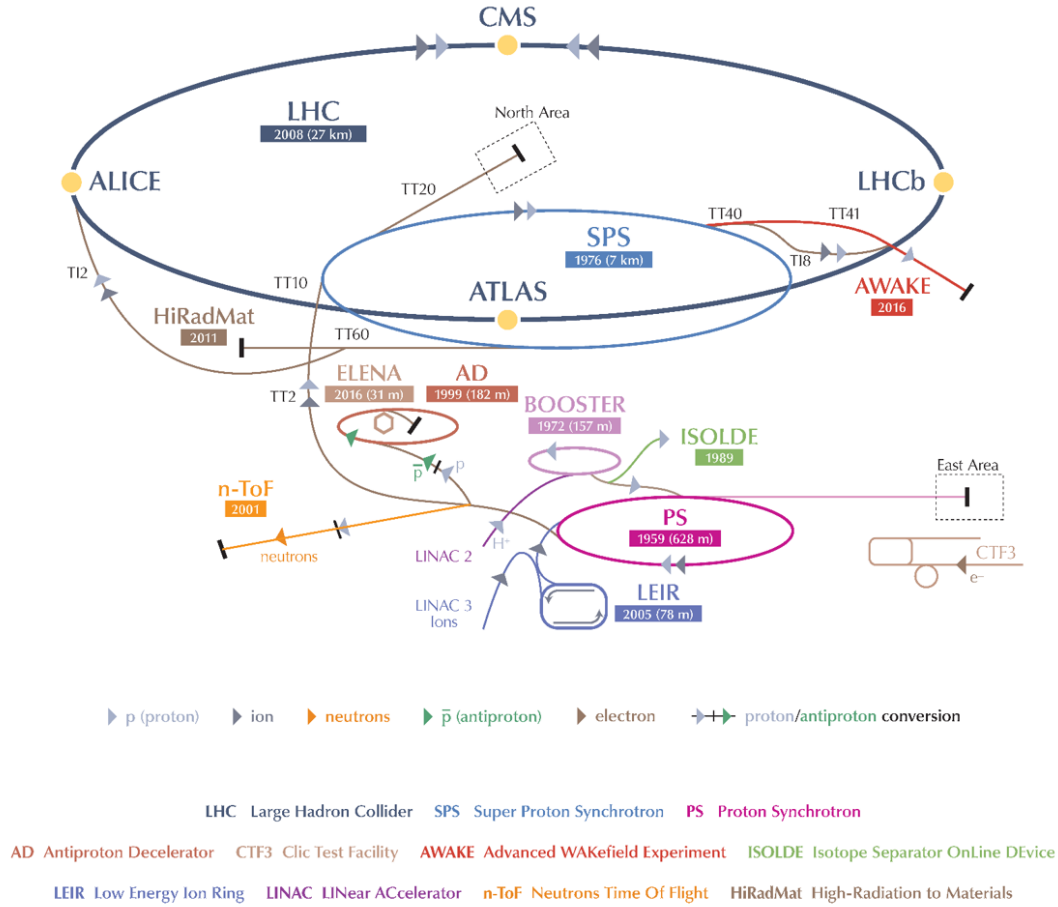 CMS
LHC
2008 (27 km)
North Area
ALICE
LHCb
TT20
TT40
TT41
SPS
1976 (7 km)
TI2
TT10
TI8
ATLAS
AWAKE
2016
HiRadMat
2011
TT60
ELENA
2016 (31 m)
AD
1999 (182 m)
TT2
BOOSTER
1972 (157 m)
ISOLDE
1989
p̅
p
East Area
n-ToF
2001
PS
1959 (628 m)
neutrons
H⁺
LINAC 2
CTF3
e⁻
LEIR
2005 (78 m)
LINAC 3
Ions
p (proton) ion neutrons p̅ (antiproton) electron proton/antiproton conversion
LHC Large Hadron Collider SPS Super Proton Synchrotron PS Proton Synchrotron
AD Antiproton Decelerator CTF3 Clic Test Facility AWAKE Advanced WAKefield Experiment ISOLDE Isotope Separator OnLine DEvice
LEIR Low Energy Ion Ring LINAC LINear ACcelerator n-ToF Neutrons Time Of Flight HiRadMat High-Radiation to Materials